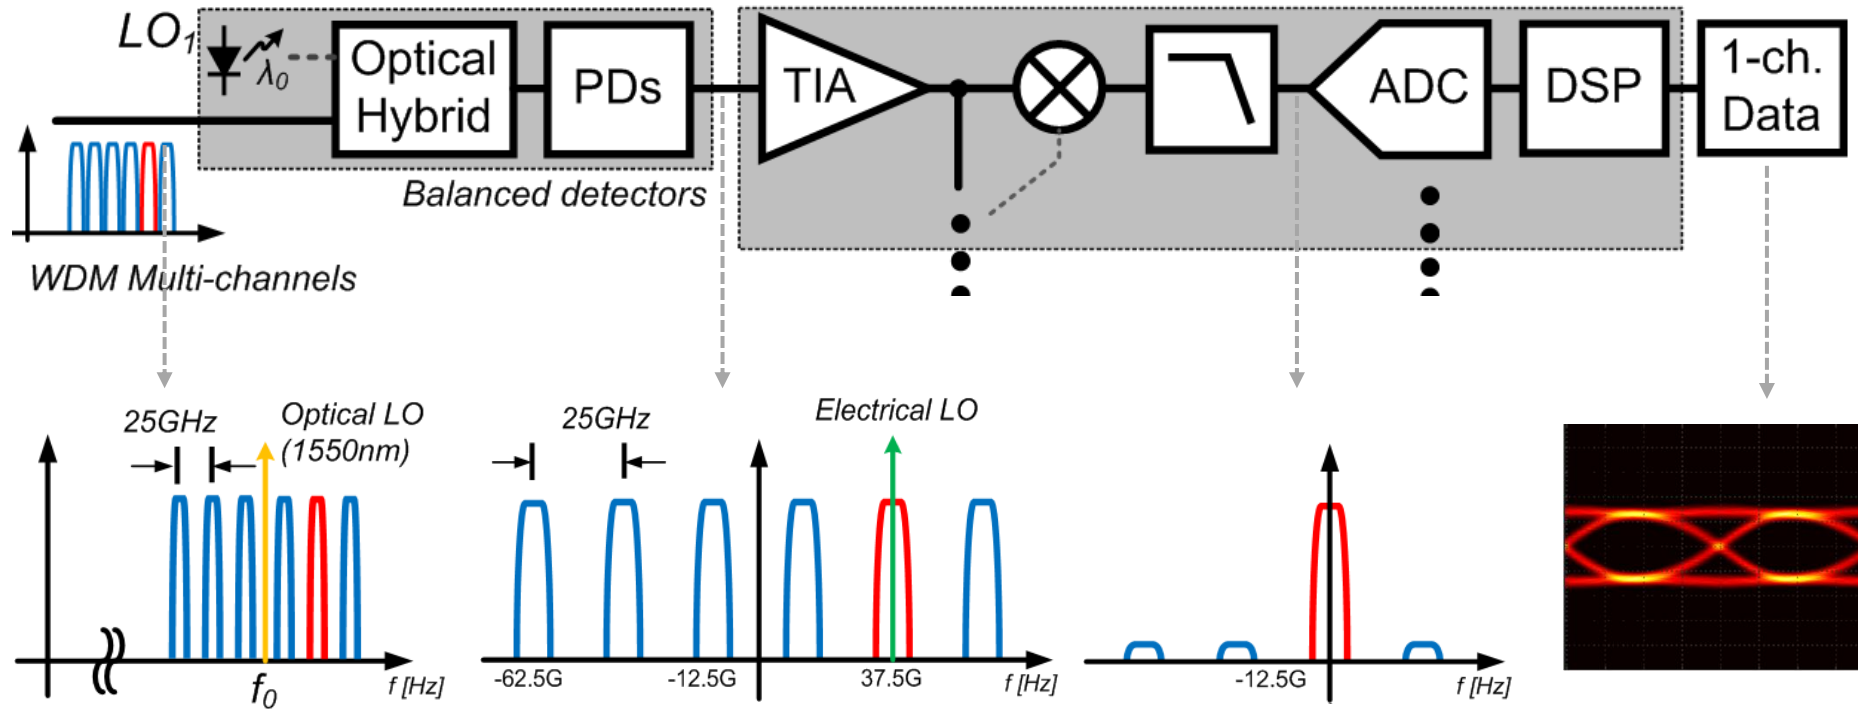 LO1
λ0
Optical
Hybrid
PDs
TIA
ADC
DSP
1-ch.
Data
Balanced detectors
WDM Multi-channels
25GHz
Optical LO
(1550nm)
f0
f [Hz]
25GHz
Electrical LO
-62.5G
-12.5G
37.5G
f [Hz]
-12.5G
f [Hz]